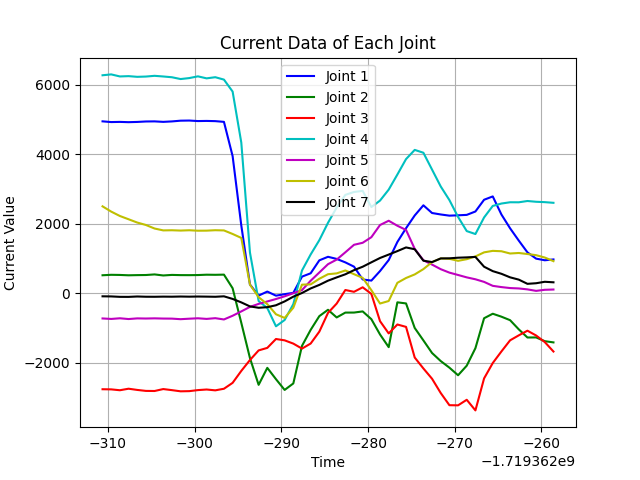 Current Data of Each Joint
6000
4000
2000
0
−2000
Current Value
Joint 1
Joint 2
Joint 3
Joint 4
Joint 5
Joint 6
Joint 7
−310 −300 −290 −280 −270 −260
Time
−1.719362e9